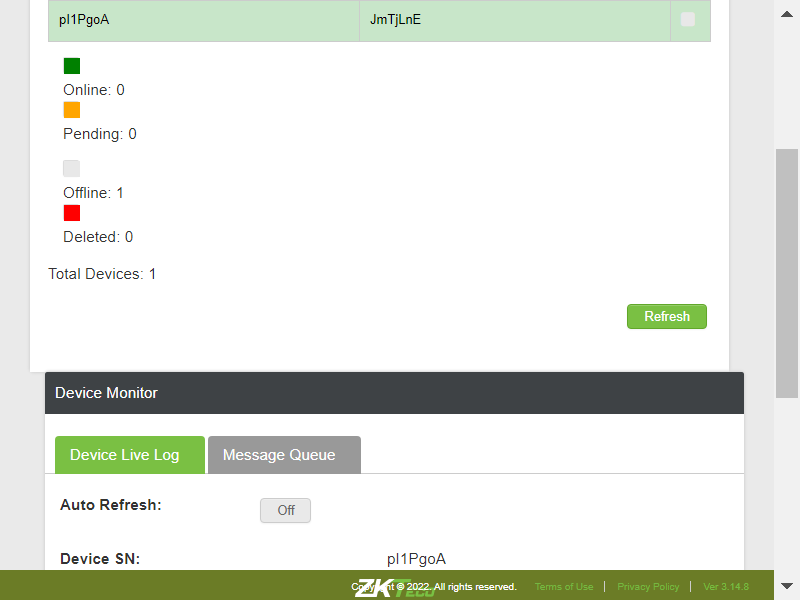 pI1PgoA JmTjLnE
Online: 0
Pending: 0
Offline: 1
Deleted: 0
Total Devices: 1
Refresh
Device Monitor
Device Live Log Message Queue
Auto Refresh: Off
Device SN: pI1PgoA
ZKTeco
Copyright © 2022. All rights reserved. Terms of Use | Privacy Policy | Ver 3.14.8